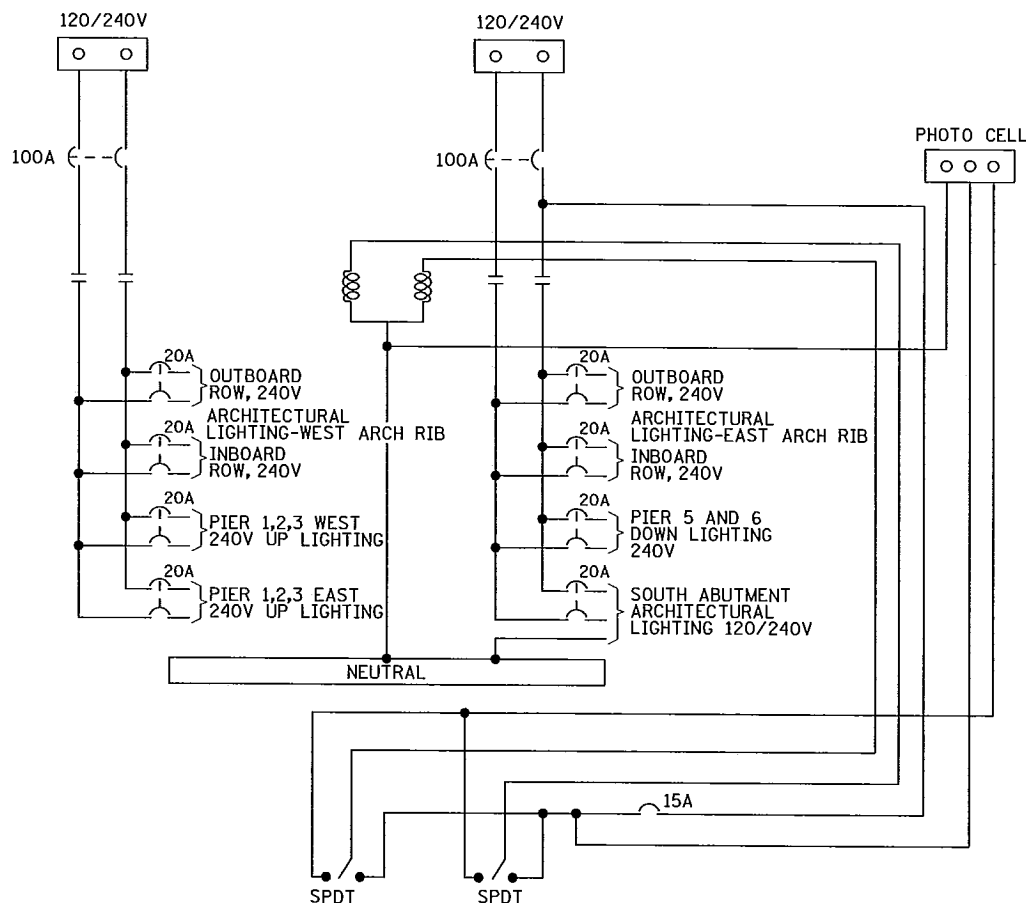 120/240V
120/240V
PHOTO CELL
100A
100A
20A
OUTBOARD
ROW, 240V
ARCHITECTURAL
LIGHTING-WEST ARCH RIB
20A
INBOARD
ROW, 240V
20A
PIER 1,2,3 WEST
240V UP LIGHTING
20A
PIER 1,2,3 EAST
240V UP LIGHTING
20A
OUTBOARD
ROW, 240V
ARCHITECTURAL
LIGHTING-EAST ARCH RIB
20A
INBOARD
ROW, 240V
20A
PIER 5 AND 6
DOWN LIGHTING
240V
20A
SOUTH ABUTMENT
ARCHITECTURAL
LIGHTING 120/240V
NEUTRAL
15A
SPDT
SPDT